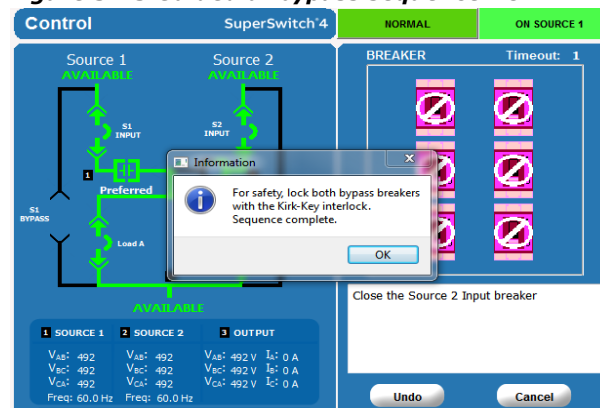 Control
SuperSwitch®4
NORMAL
ON SOURCE 1
Source 1
AVAILABLE
Source 2
AVAILABLE
BREAKER
Timeout: 1
S1
INPUT
S2
INPUT
1
Preferred
S1
BYPASS
Load A
Information
X
For safety, lock both bypass breakers
with the Kirk-Key interlock.
Sequence complete.
OK
AVAILABLE
Close the Source 2 Input breaker
1 SOURCE 1
2 SOURCE 2
3 OUTPUT
VAB: 492
VBC: 492
VCA: 492
Freq: 60.0 Hz
VAB: 492
VBC: 492
VCA: 492
Freq: 60.0 Hz
VAB: 492 V IA: 0 A
VBC: 492 V IB: 0 A
VCA: 492 V IC: 0 A
Undo
Cancel